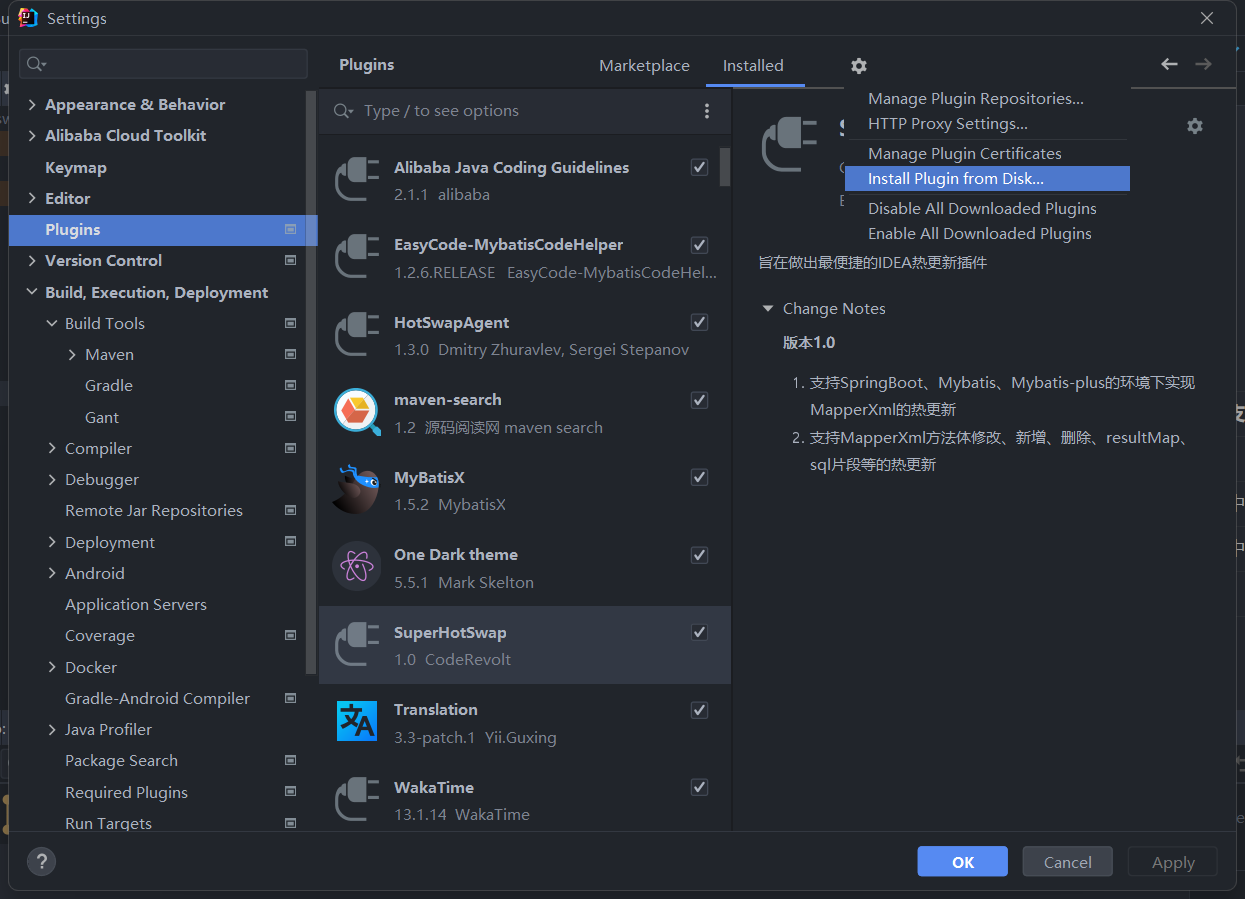 Settings
Plugins
Marketplace
Installed
Appearance & Behavior
Alibaba Cloud Toolkit
Keymap
Editor
Plugins
Version Control
Build, Execution, Deployment
Build Tools
Maven
Gradle
Gant
Compiler
Debugger
Remote Jar Repositories
Deployment
Android
Application Servers
Coverage
Docker
Gradle-Android Compiler
Java Profiler
Package Search
Required Plugins
Run Targets
Type / to see options
Alibaba Java Coding Guidelines
2.1.1 alibaba
EasyCode-MybatisCodeHelper
1.2.6.RELEASE EasyCode-MybatisCodeHel...
HotSwapAgent
1.3.0 Dmitry Zhuravlev, Sergei Stepanov
maven-search
1.2 源码阅读网 maven search
MyBatisX
1.5.2 MybatisX
One Dark theme
5.5.1 Mark Skelton
SuperHotSwap
1.0 CodeRevolt
Translation
3.3-patch.1 Yii.Guxing
WakaTime
13.1.14 WakaTime
Manage Plugin Repositories...
HTTP Proxy Settings...
Manage Plugin Certificates
Install Plugin from Disk...
Disable All Downloaded Plugins
Enable All Downloaded Plugins
旨在做出最便捷的IDEA热更新插件
Change Notes
版本1.0
1. 支持SpringBoot、Mybatis、Mybatis-plus的环境下实现
MapperXml的热更新
2. 支持MapperXml方法体修改、新增、删除、resultMap、
sql片段等的热更新
?
OK
Cancel
Apply